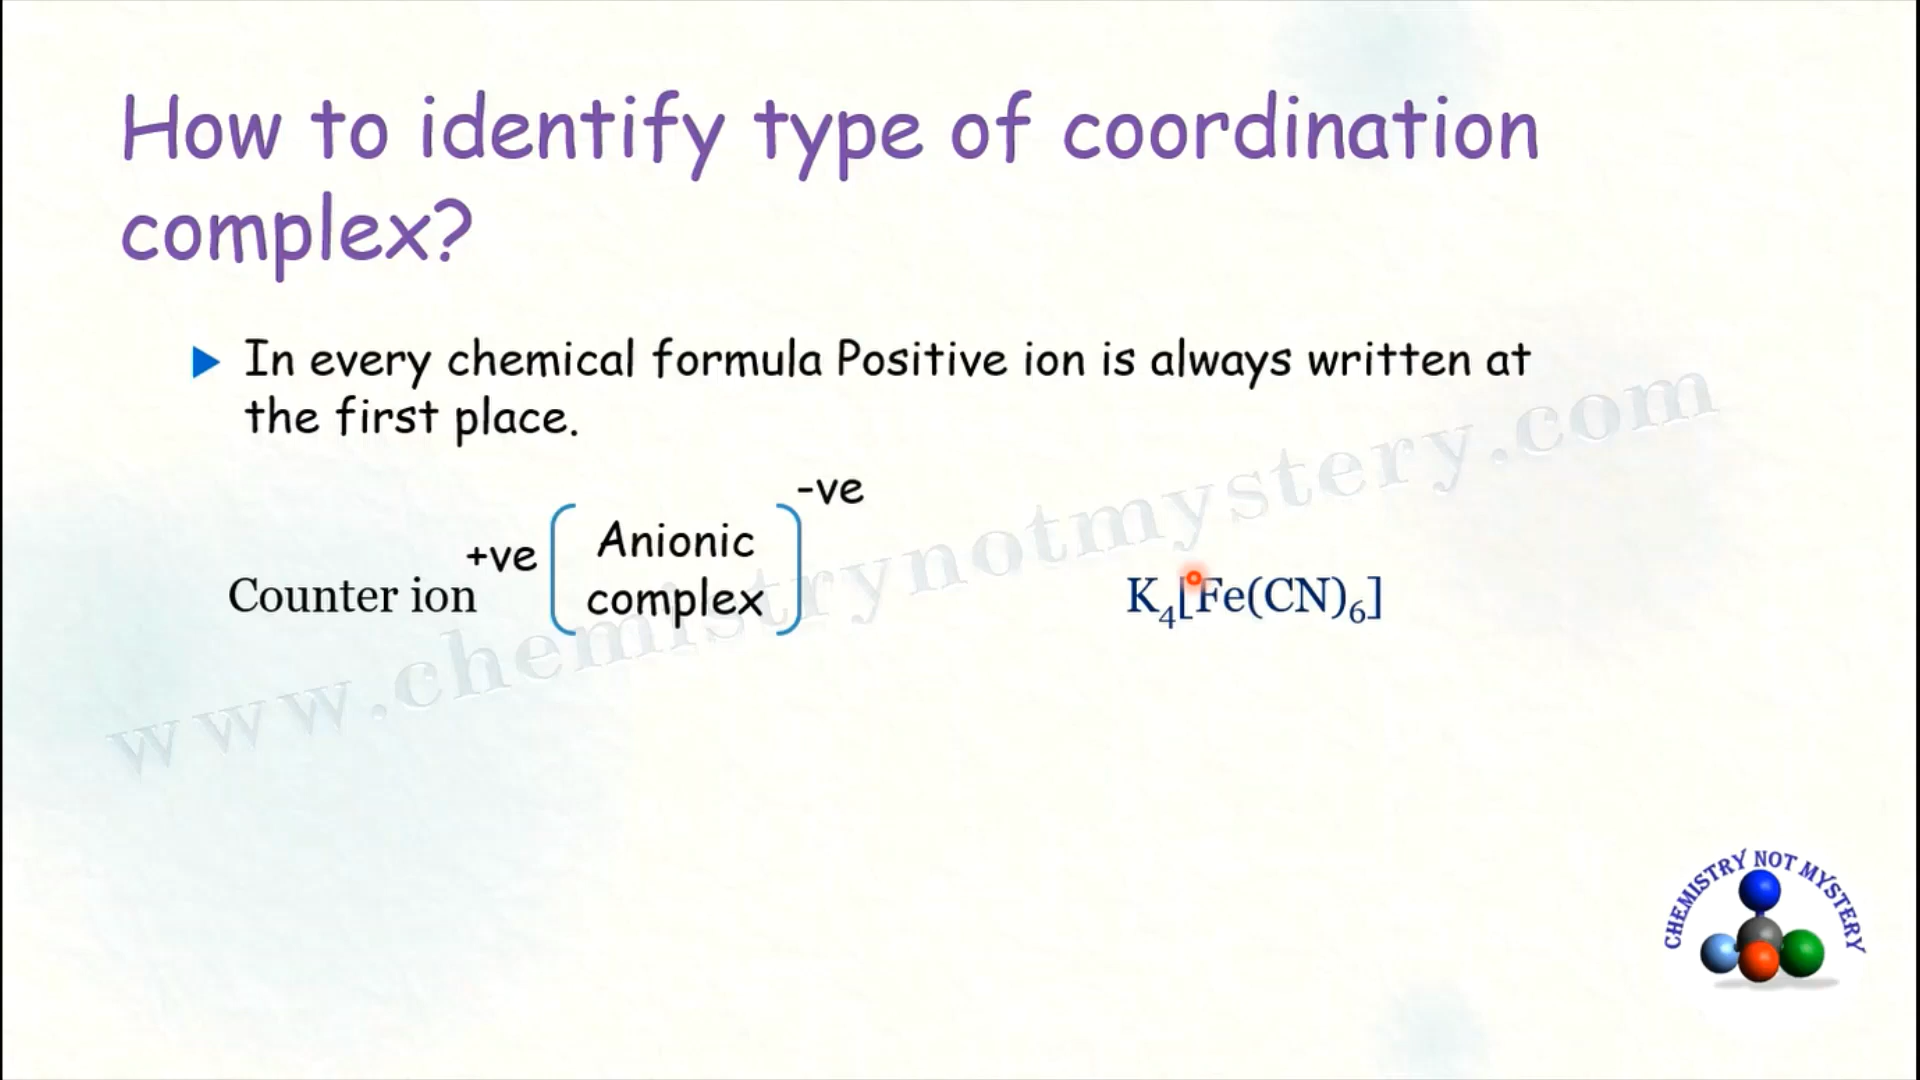 How to identify type of coordination
complex?
In every chemical formula Positive ion is always written at
the first place.
-ve
+ve
Anionic
complex
Counter ion
K₄[Fe(CN)₆]
www.chemistrynotmystery.com
CHEMISTRY NOT MYSTERY